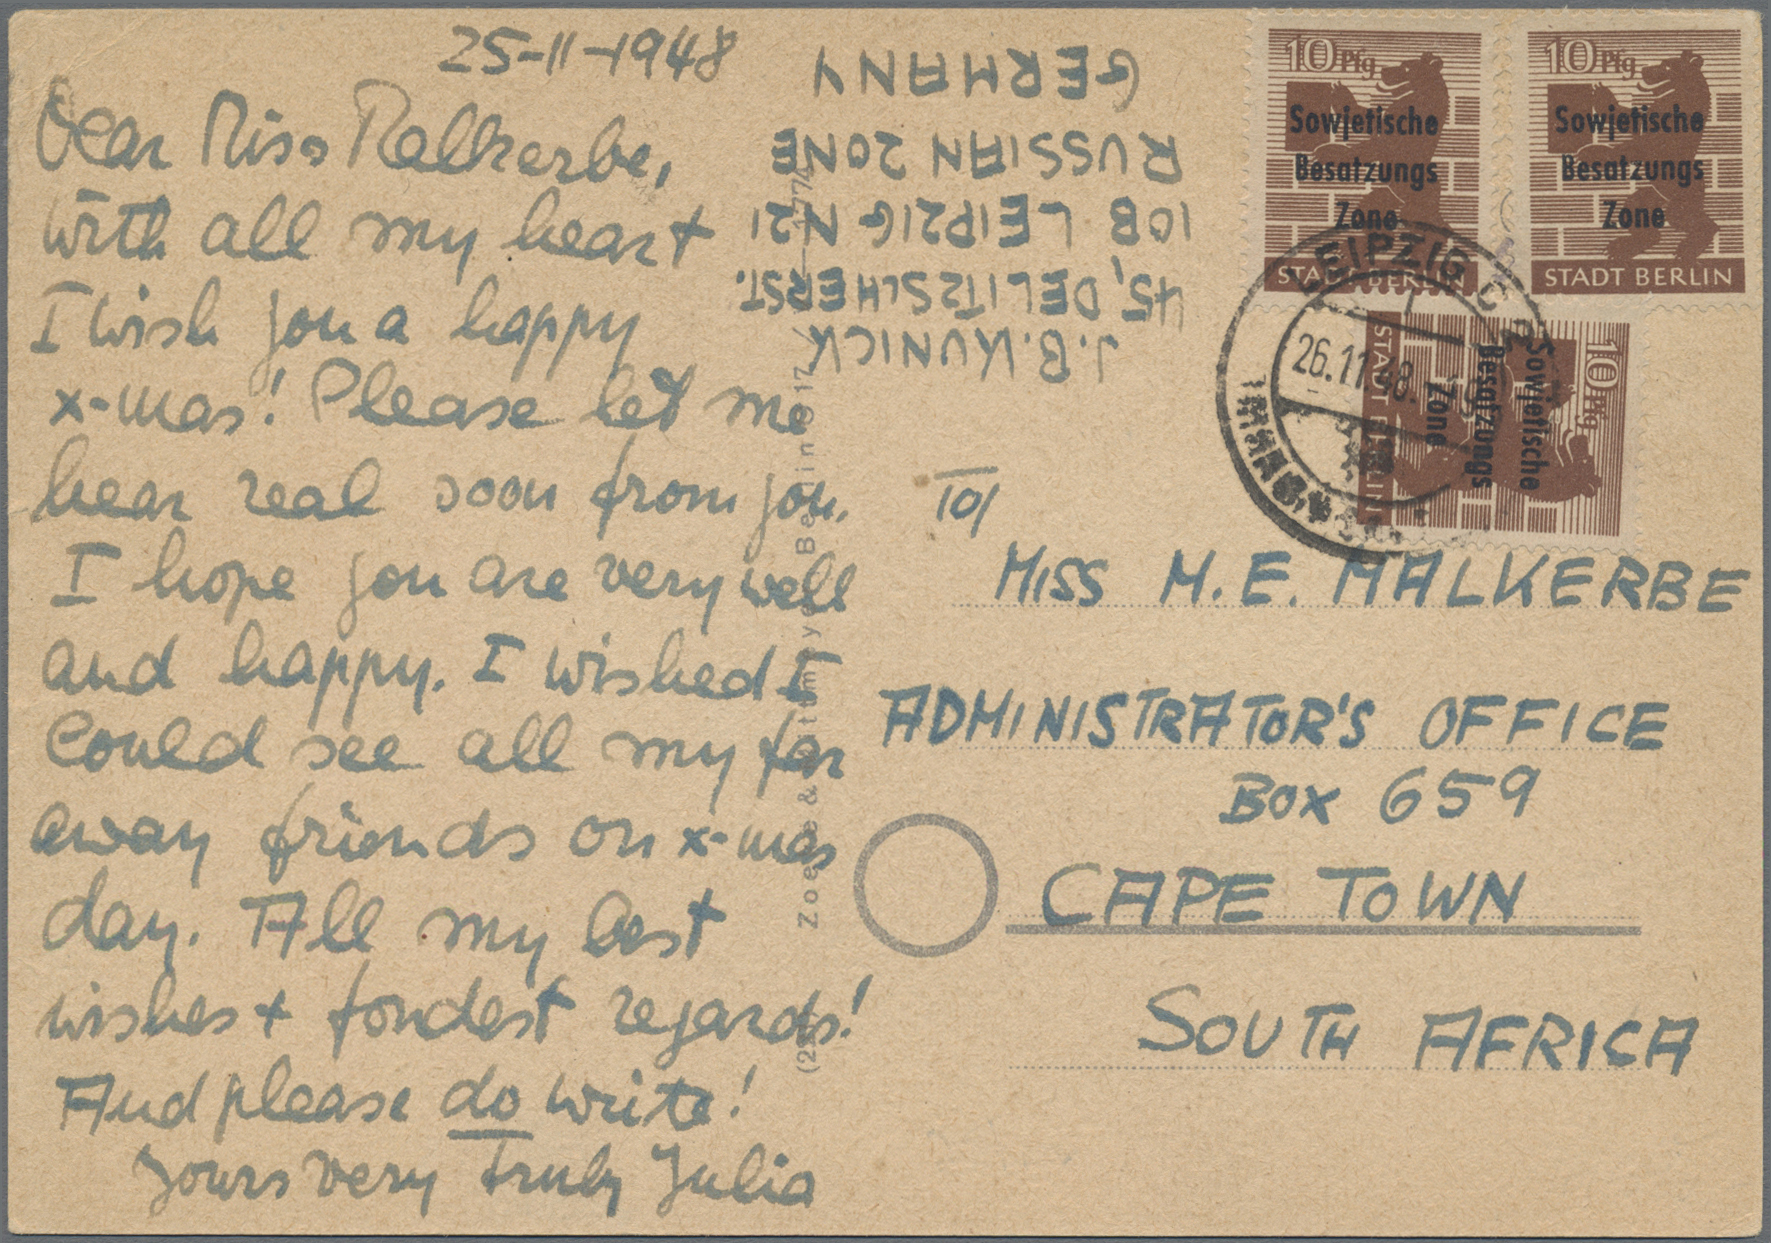 25-11-1948
Dear Miss Malkerbe,
With all my heart
I wish you a happy
x-mas! Please let me
hear real soon from you.
I hope you are very well
and happy. I wished I
could see all my far
away friends on x-mas
day. All my best
wishes + fondest regards!
And please do write!
Yours very truly Julia
J.B. KUNICK
45, DELITZSCHERST.
10B LEIPZIG N21
RUSSIAN ZONE
GERMANY
10 Pfg
Sowjetische
Besatzungs
Zone
STADT BERLIN
10 Pfg
Sowjetische
Besatzungs
Zone
STADT BERLIN
10 Pfg
Sowjetische
Besatzungs
Zone
STADT BERLIN
LEIPZIG C 2
26.11.48.
101
MISS M.E. MALKERBE
ADMINISTRATOR'S OFFICE
BOX 659
CAPE TOWN
SOUTH AFRICA